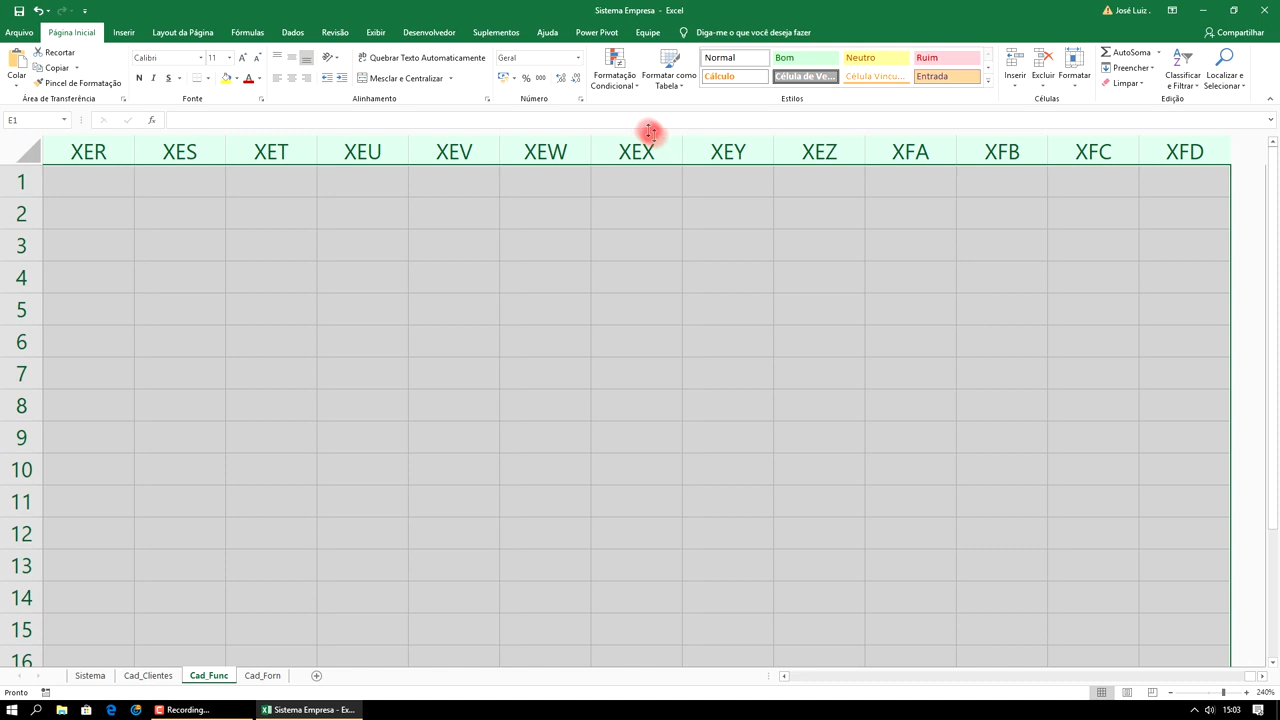 Sistema Empresa - Excel
José Luiz .
Arquivo Página Inicial Inserir Layout da Página Fórmulas Dados Revisão Exibir Desenvolvedor Suplementos Ajuda Power Pivot Equipe Diga-me o que você deseja fazer Compartilhar
Colar
Recortar
Copiar
Pincel de Formatação
Área de Transferência
Calibri 11
N I S
Fonte
Quebrar Texto Automaticamente
Mesclar e Centralizar
Alinhamento
Geral
% 000
Número
Formatação Condicional
Formatar como Tabela
Normal Bom Neutro Ruim
Cálculo Célula de Ve... Célula Vincu... Entrada
Estilos
Inserir Excluir Formatar
Células
AutoSoma
Preencher
Limpar
Classificar e Filtrar
Localizar e Selecionar
Edição
E1 fx
XER XES XET XEU XEV XEW XEX XEY XEZ XFA XFB XFC XFD
1
2
3
4
5
6
7
8
9
10
11
12
13
14
15
16
Sistema Cad_Clientes Cad_Func Cad_Forn
Pronto 240%
Recording... Sistema Empresa - Ex... 15:03